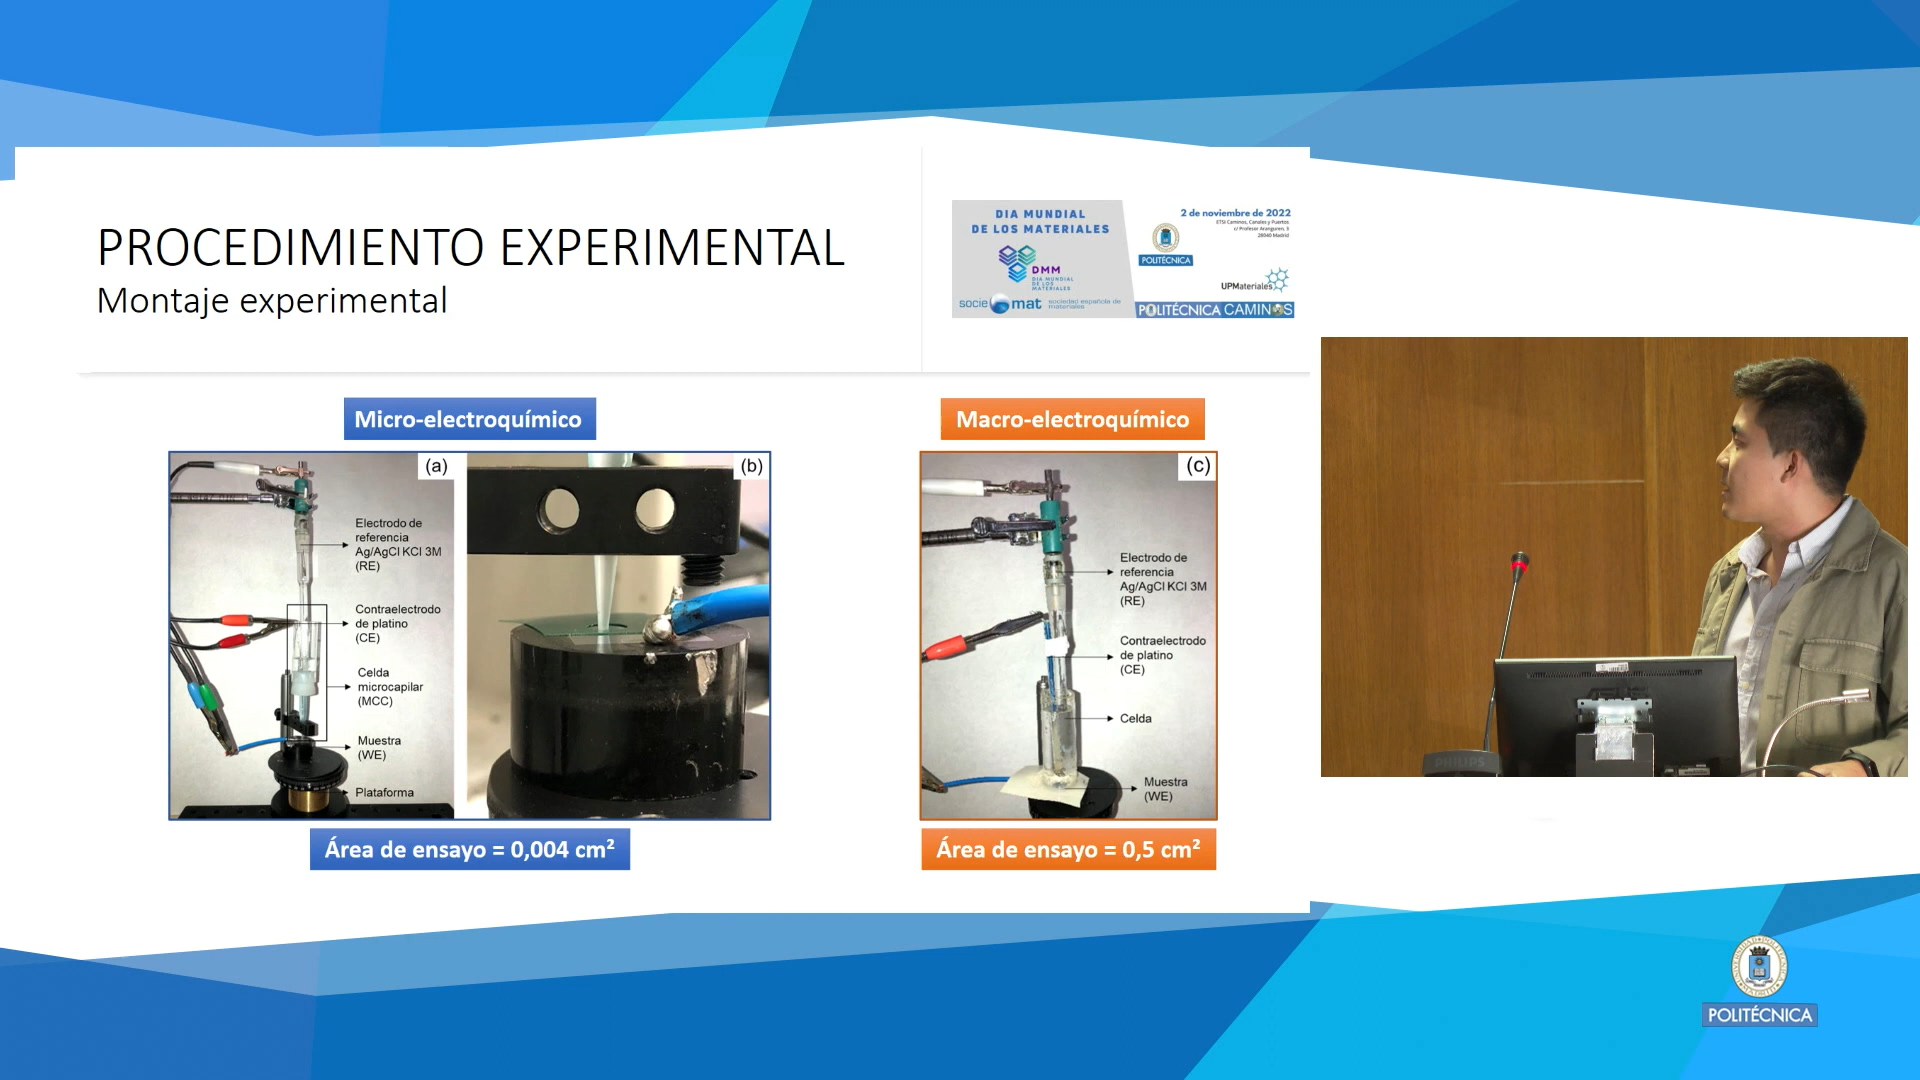 PROCEDIMIENTO EXPERIMENTAL
Montaje experimental
DIA MUNDIAL
DE LOS MATERIALES
DMM
DIA MUNDIAL
DE LOS
MATERIALES
socie mat sociedad española de
materiales
2 de noviembre de 2022
ETSI Caminos, Canales y Puertos
c/ Profesor Aranguren, 3
28040 Madrid
POLITÉCNICA
UPMateriales
POLITÉCNICA CAMINOS
Micro-electroquímico
(a)
Electrodo de
referencia
Ag/AgCl KCl 3M
(RE)
Contraelectrodo
de platino
(CE)
Celda
microcapilar
(MCC)
Muestra
(WE)
Plataforma
(b)
Área de ensayo = 0,004 cm²
Macro-electroquímico
(c)
Electrodo de
referencia
Ag/AgCl KCl 3M
(RE)
Contraelectrodo
de platino
(CE)
Celda
Muestra
(WE)
Área de ensayo = 0,5 cm²
PHILIPS
POLITÉCNICA